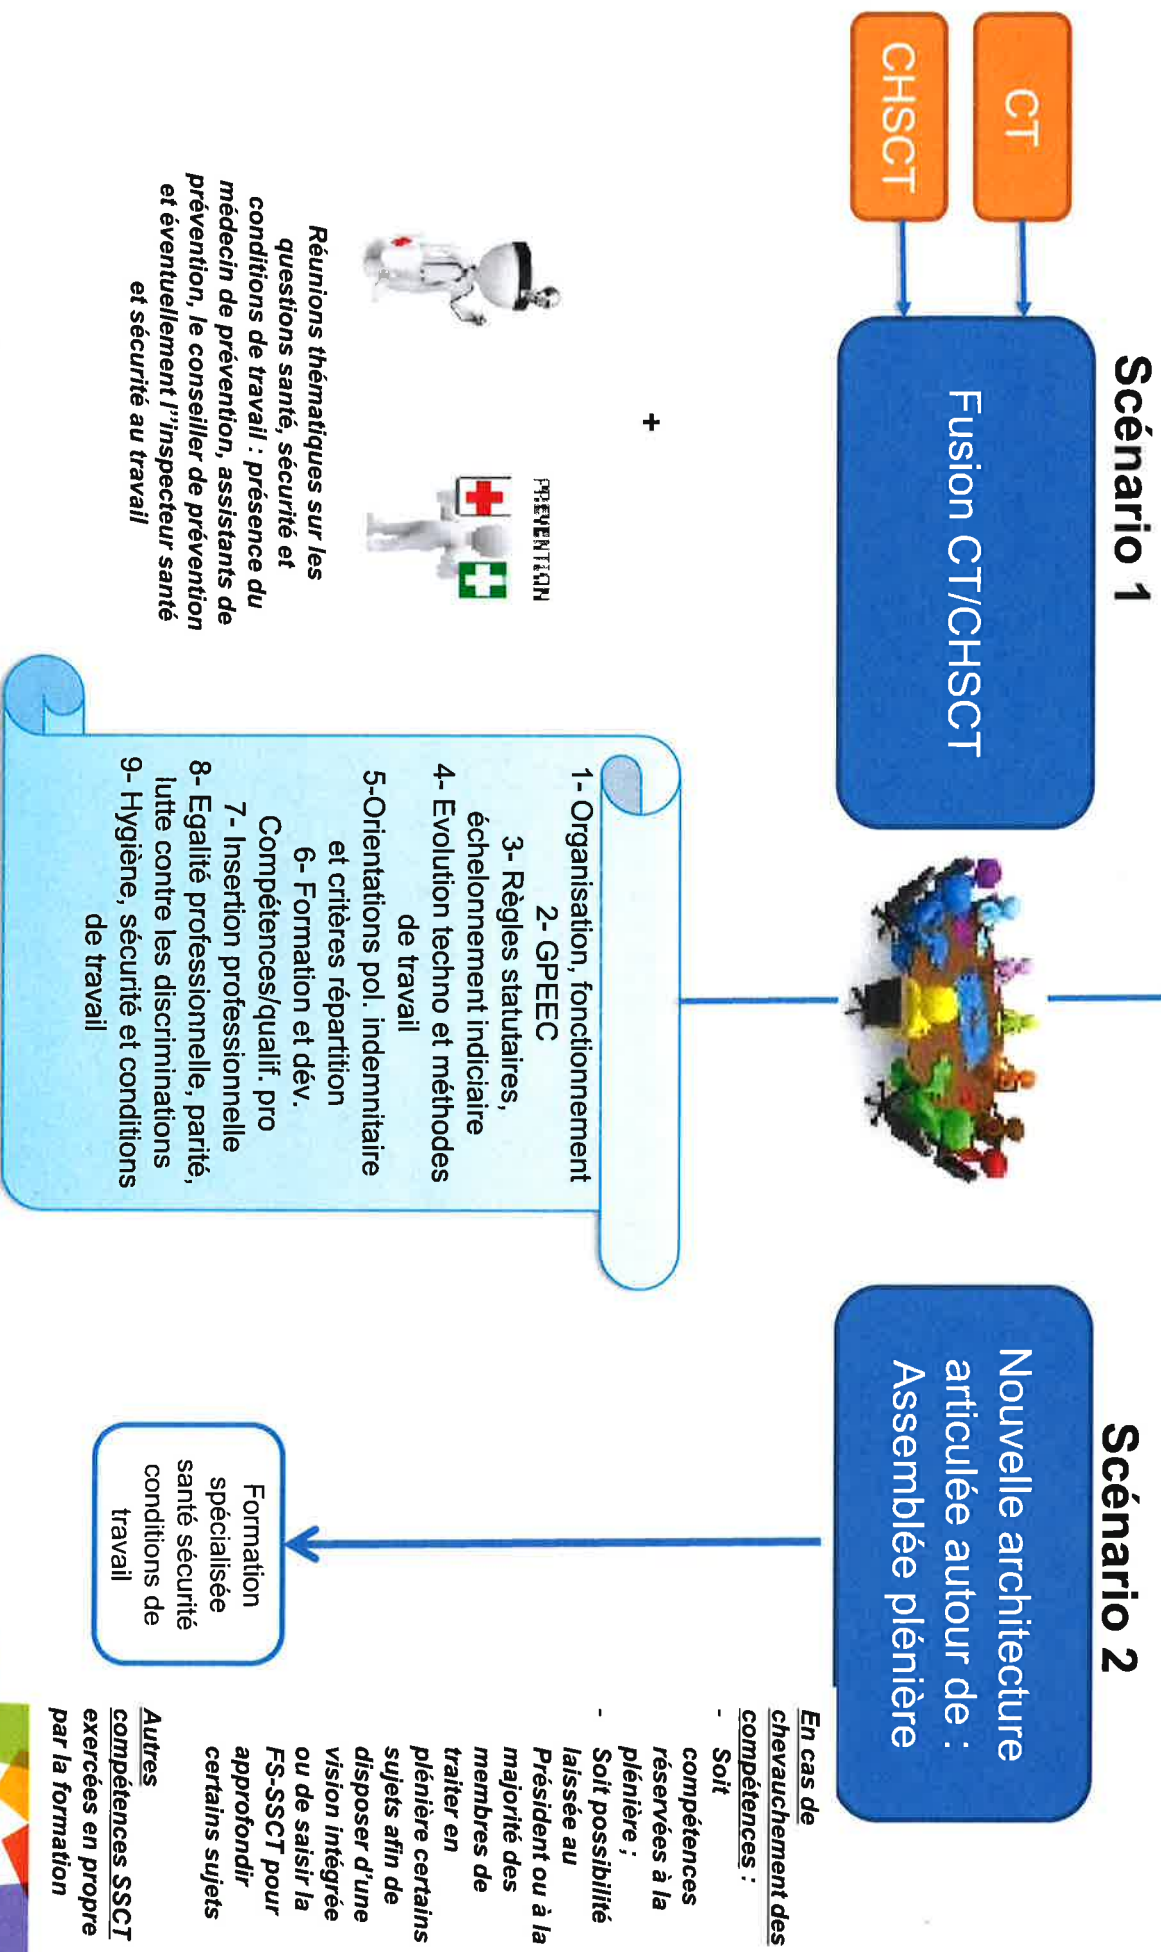 Scénario 1
CT
CHSCT
Fusion CT/CHSCT
+
PREVENTION
Réunions thématiques sur les
questions santé, sécurité et
conditions de travail : présence du
médecin de prévention, assistants de
prévention, le conseiller de prévention
et éventuellement l''inspecteur santé
et sécurité au travail
1- Organisation, fonctionnement
2- GPEEC
3- Règles statutaires,
échelonnement indiciaire
4- Evolution techno et méthodes
de travail
5-Orientations pol. indemnitaire
et critères répartition
6- Formation et dév.
Compétences/qualif. pro
7- Insertion professionnelle
8- Egalité professionnelle, parité,
lutte contre les discriminations
9- Hygiène, sécurité et conditions
de travail
Scénario 2
Nouvelle architecture
articulée autour de :
Assemblée plénière
Formation
spécialisée
santé sécurité
conditions de
travail
En cas de
chevauchement des
compétences :
- Soit
compétences
réservées à la
plénière ;
- Soit possibilité
laissée au
Président ou à la
majorité des
membres de
traiter en
plénière certains
sujets afin de
disposer d'une
vision intégrée
ou de saisir la
FS-SSCT pour
approfondir
certains sujets
Autres
compétences SSCT
exercées en propre
par la formation